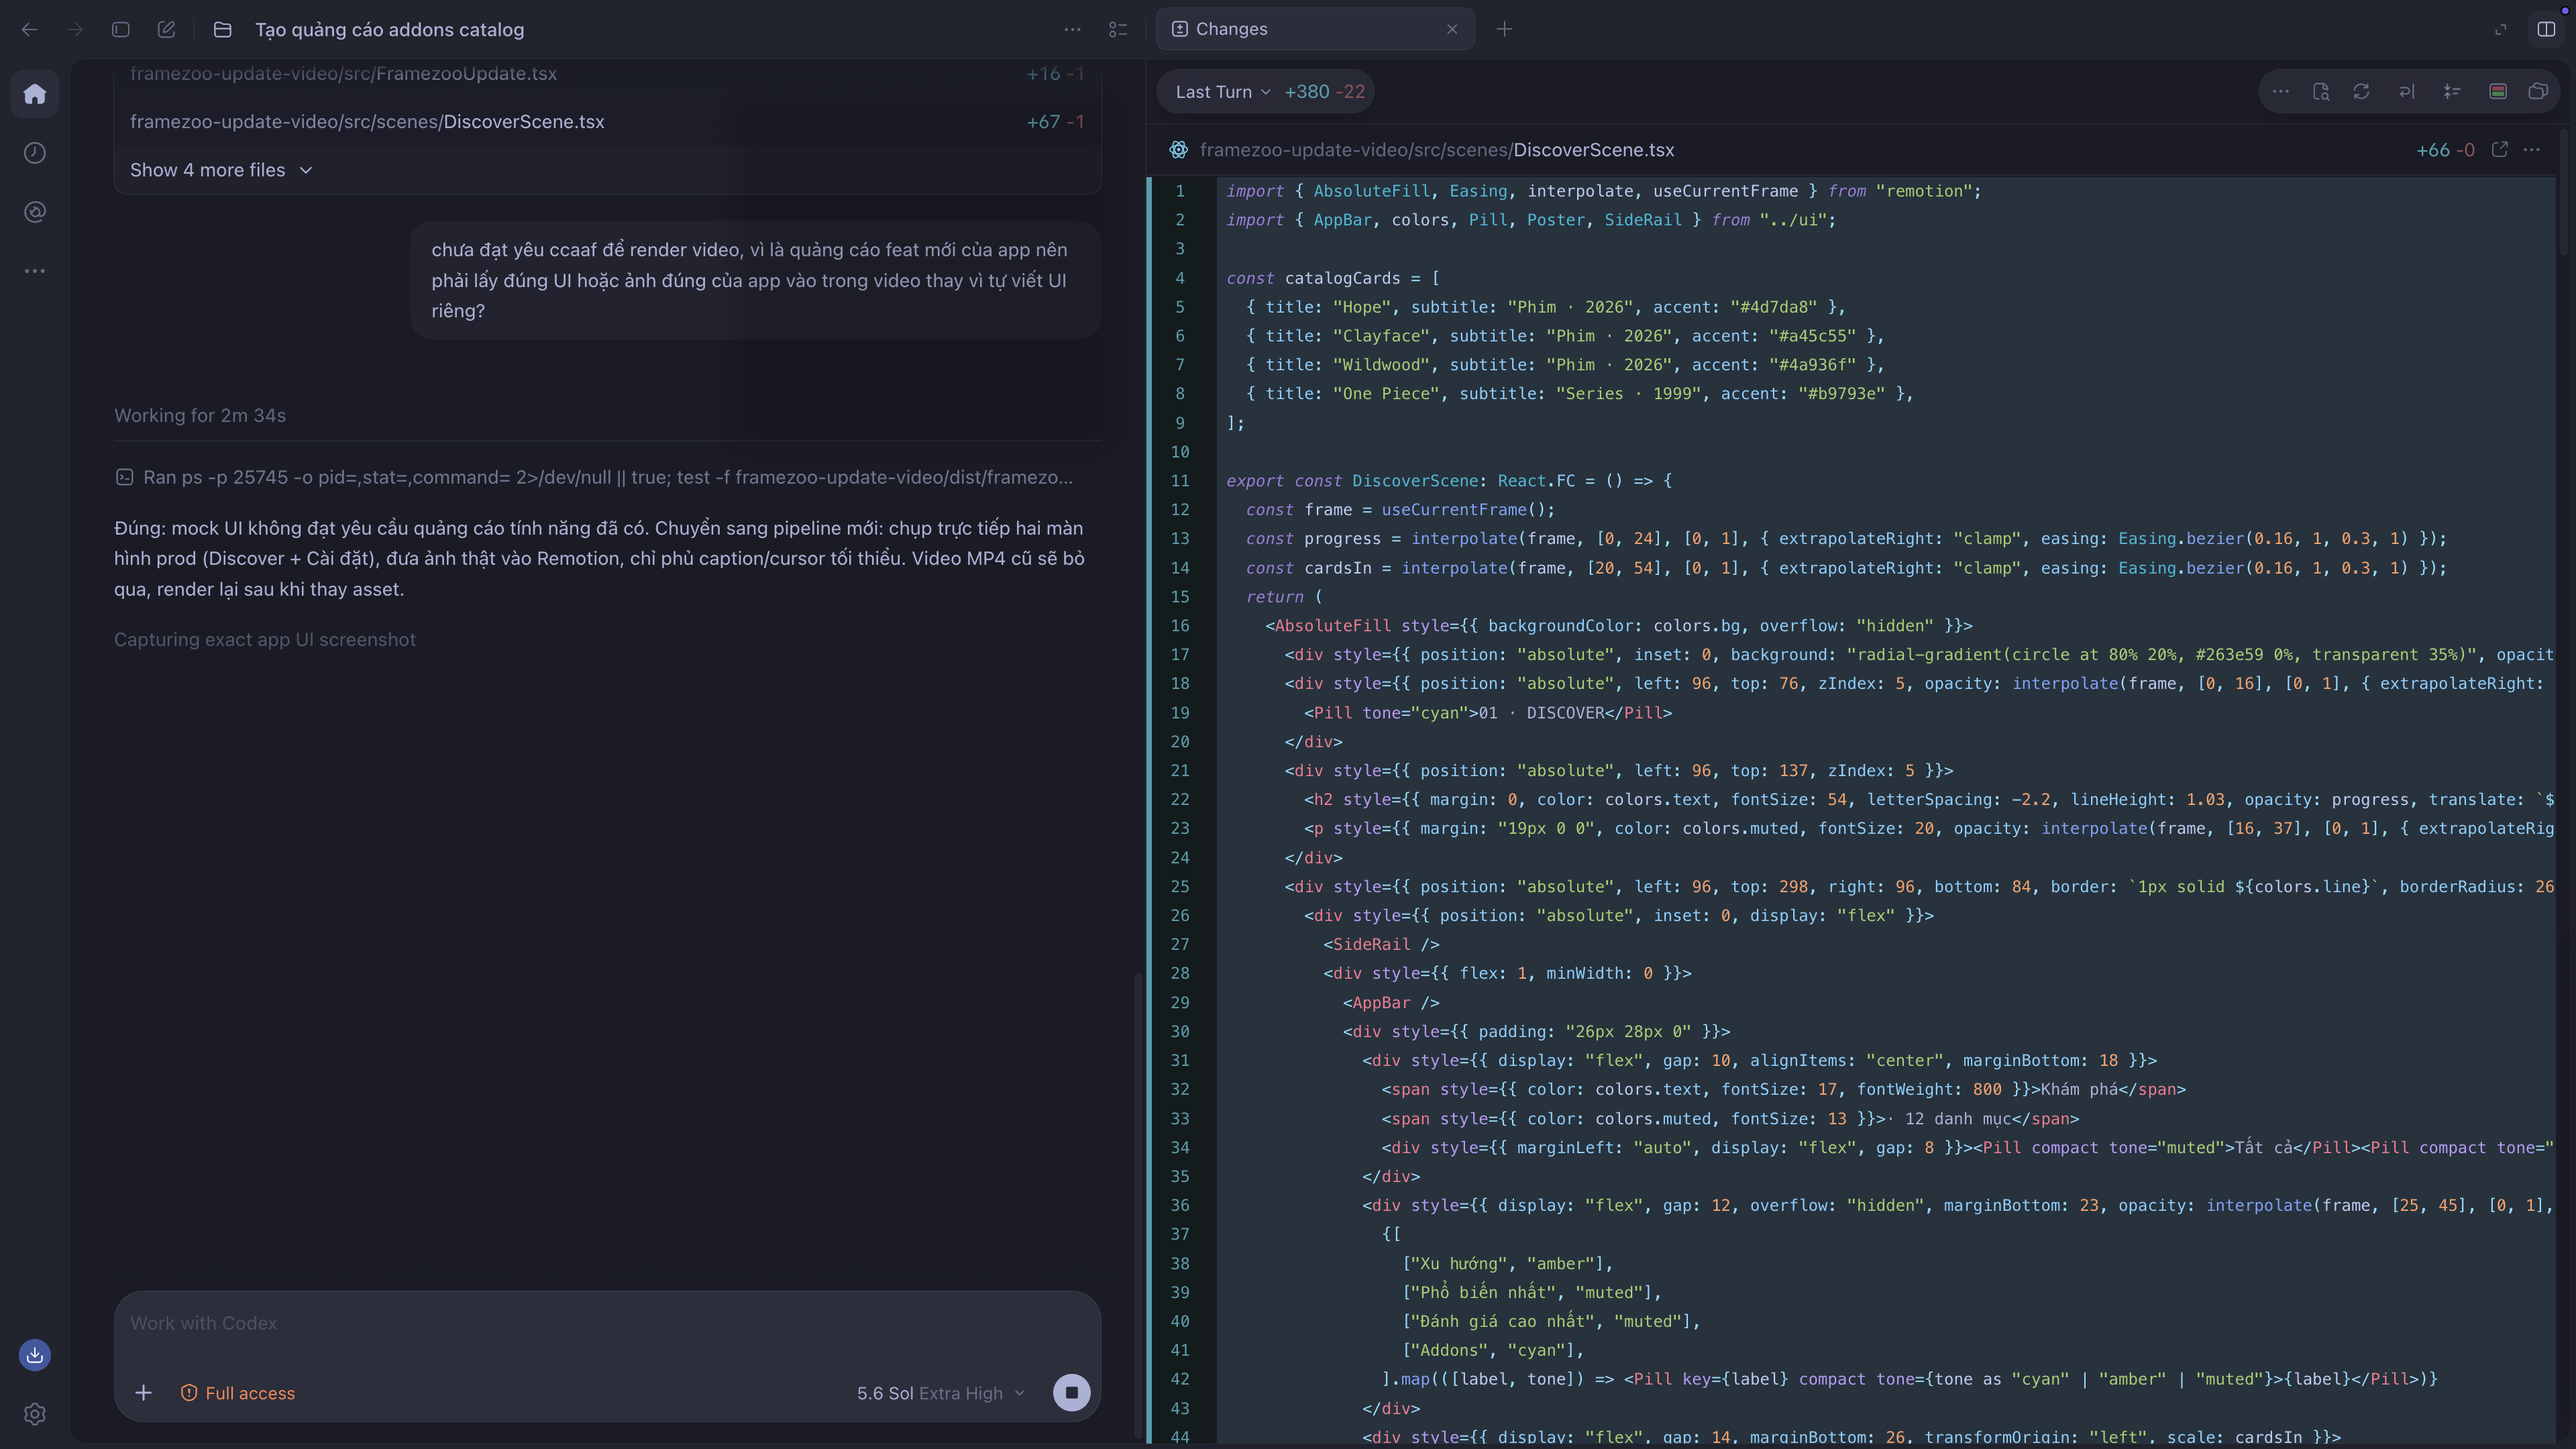 Tạo quảng cáo addons catalog
framezoo-update-video/src/FramezooUpdate.tsx +16 -1
framezoo-update-video/src/scenes/DiscoverScene.tsx +67 -1
Show 4 more files
chưa đạt yêu ccaaf để render video, vì là quảng cáo feat mới của app nên
phải lấy đúng UI hoặc ảnh đúng của app vào trong video thay vì tự viết UI
riêng?
Working for 2m 34s
Ran ps -p 25745 -o pid=,stat=,command= 2>/dev/null || true; test -f framezoo-update-video/dist/framezo...
Đúng: mock UI không đạt yêu cầu quảng cáo tính năng đã có. Chuyển sang pipeline mới: chụp trực tiếp hai màn
hình prod (Discover + Cài đặt), đưa ảnh thật vào Remotion, chỉ phủ caption/cursor tối thiểu. Video MP4 cũ sẽ bỏ
qua, render lại sau khi thay asset.
Capturing exact app UI screenshot
Work with Codex
Full access
5.6 Sol Extra High
Changes
Last Turn +380 -22
framezoo-update-video/src/scenes/DiscoverScene.tsx +66 -0
1 import { AbsoluteFill, Easing, interpolate, useCurrentFrame } from "remotion";
2 import { AppBar, colors, Pill, Poster, SideRail } from "../ui";
3
4 const catalogCards = [
5 { title: "Hope", subtitle: "Phim · 2026", accent: "#4d7da8" },
6 { title: "Clayface", subtitle: "Phim · 2026", accent: "#a45c55" },
7 { title: "Wildwood", subtitle: "Phim · 2026", accent: "#4a936f" },
8 { title: "One Piece", subtitle: "Series · 1999", accent: "#b9793e" },
9 ];
10
11 export const DiscoverScene: React.FC = () => {
12 const frame = useCurrentFrame();
13 const progress = interpolate(frame, [0, 24], [0, 1], { extrapolateRight: "clamp", easing: Easing.bezier(0.16, 1, 0.3, 1) });
14 const cardsIn = interpolate(frame, [20, 54], [0, 1], { extrapolateRight: "clamp", easing: Easing.bezier(0.16, 1, 0.3, 1) });
15 return (
16 <AbsoluteFill style={{ backgroundColor: colors.bg, overflow: "hidden" }}>
17 <div style={{ position: "absolute", inset: 0, background: "radial-gradient(circle at 80% 20%, #263e59 0%, transparent 35%)", opacit
18 <div style={{ position: "absolute", left: 96, top: 76, zIndex: 5, opacity: interpolate(frame, [0, 16], [0, 1], { extrapolateRight:
19 <Pill tone="cyan">01 · DISCOVER</Pill>
20 </div>
21 <div style={{ position: "absolute", left: 96, top: 137, zIndex: 5 }}>
22 <h2 style={{ margin: 0, color: colors.text, fontSize: 54, letterSpacing: -2.2, lineHeight: 1.03, opacity: progress, translate: `$
23 <p style={{ margin: "19px 0 0", color: colors.muted, fontSize: 20, opacity: interpolate(frame, [16, 37], [0, 1], { extrapolateRig
24 </div>
25 <div style={{ position: "absolute", left: 96, top: 298, right: 96, bottom: 84, border: `1px solid ${colors.line}`, borderRadius: 26
26 <div style={{ position: "absolute", inset: 0, display: "flex" }}>
27 <SideRail />
28 <div style={{ flex: 1, minWidth: 0 }}>
29 <AppBar />
30 <div style={{ padding: "26px 28px 0" }}>
31 <div style={{ display: "flex", gap: 10, alignItems: "center", marginBottom: 18 }}>
32 <span style={{ color: colors.text, fontSize: 17, fontWeight: 800 }}>Khám phá</span>
33 <span style={{ color: colors.muted, fontSize: 13 }}>· 12 danh mục</span>
34 <div style={{ marginLeft: "auto", display: "flex", gap: 8 }}><Pill compact tone="muted">Tất cả</Pill><Pill compact tone="
35 </div>
36 <div style={{ display: "flex", gap: 12, overflow: "hidden", marginBottom: 23, opacity: interpolate(frame, [25, 45], [0, 1],
37 {[
38 ["Xu hướng", "amber"],
39 ["Phổ biến nhất", "muted"],
40 ["Đánh giá cao nhất", "muted"],
41 ["Addons", "cyan"],
42 ].map(([label, tone]) => <Pill key={label} compact tone={tone as "cyan" | "amber" | "muted"}>{label}</Pill>)}
43 </div>
44 <div style={{ display: "flex", gap: 14, marginBottom: 26, transformOrigin: "left", scale: cardsIn }}>